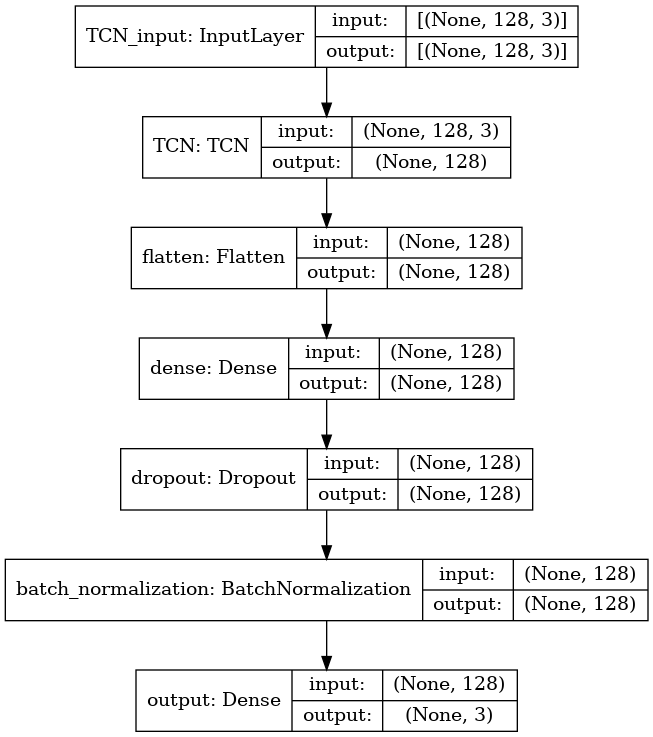 TCN_input: InputLayer
input: [(None, 128, 3)]
output: [(None, 128, 3)]
TCN: TCN
input: (None, 128, 3)
output: (None, 128)
flatten: Flatten
input: (None, 128)
output: (None, 128)
dense: Dense
input: (None, 128)
output: (None, 128)
dropout: Dropout
input: (None, 128)
output: (None, 128)
batch_normalization: BatchNormalization
input: (None, 128)
output: (None, 128)
output: Dense
input: (None, 128)
output: (None, 3)